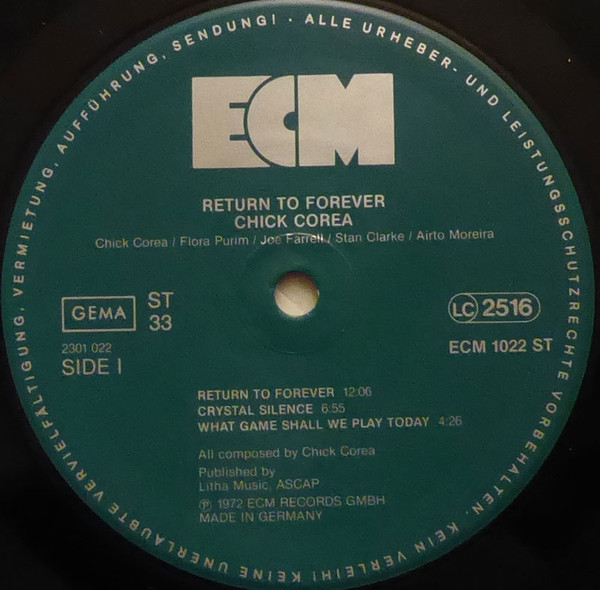 ECM
RETURN TO FOREVER
CHICK COREA
Chick Corea / Flora Purim / Joe Farrell / Stan Clarke / Airto Moreira
GEMA
ST
33
LC 2516
2301 022
SIDE I
ECM 1022 ST
RETURN TO FOREVER 12:06
CRYSTAL SILENCE 6:55
WHAT GAME SHALL WE PLAY TODAY 4:26
All composed by Chick Corea
Published by
Litha Music, ASCAP
℗ 1972 ECM RECORDS GMBH
MADE IN GERMANY
ALLE URHEBER- UND LEISTUNGSSCHUTZRECHTE VORBEHALTEN. KEIN VERLEIH! KEINE UNERLAUBTE VERVIELFÄLTIGUNG, VERMIETUNG, AUFFÜHRUNG, SENDUNG! ·